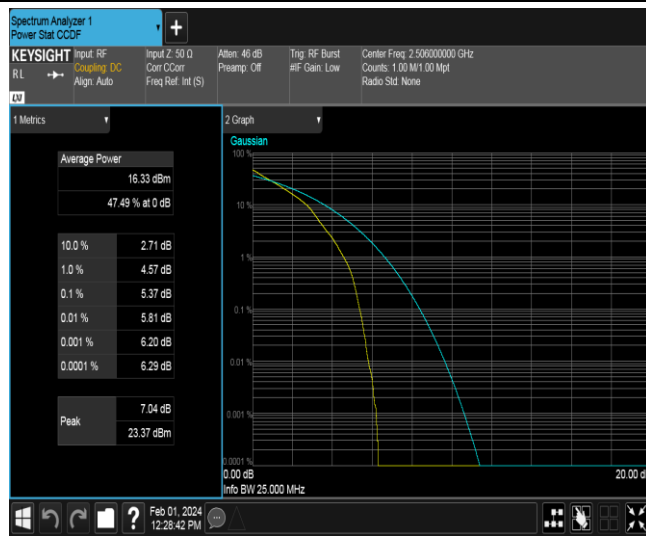 Spectrum Analyzer 1
Power Stat CCDF
KEYSIGHT
RL
LXI
Input: RF
Coupling: DC
Align: Auto
Input Z: 50 Ω
Corr CCorr
Freq Ref: Int (S)
Atten: 46 dB
Preamp: Off
Trig: RF Burst
#IF Gain: Low
Center Freq: 2.506000000 GHz
Counts: 1.00 M/1.00 Mpt
Radio Std: None
1 Metrics
Average Power
16.33 dBm
47.49 % at 0 dB
10.0 % 2.71 dB
1.0 % 4.57 dB
0.1 % 5.37 dB
0.01 % 5.81 dB
0.001 % 6.20 dB
0.0001 % 6.29 dB
Peak
7.04 dB
23.37 dBm
2 Graph
Gaussian
100 %
10 %
1 %
0.1 %
0.01 %
0.001 %
0.0001 %
0.00 dB
20.00 d
Info BW 25.000 MHz
?
Feb 01, 2024
12:28:42 PM